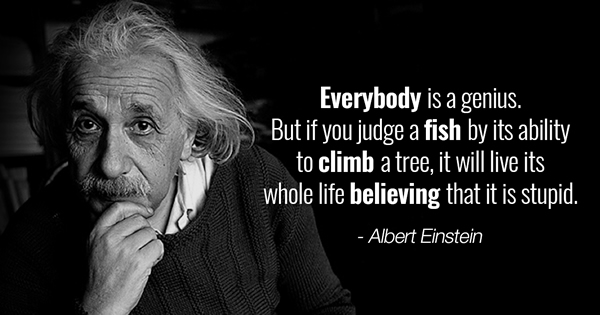 Everybody is a genius.
But if you judge a fish by its ability
to climb a tree, it will live its
whole life believing that it is stupid.
- Albert Einstein